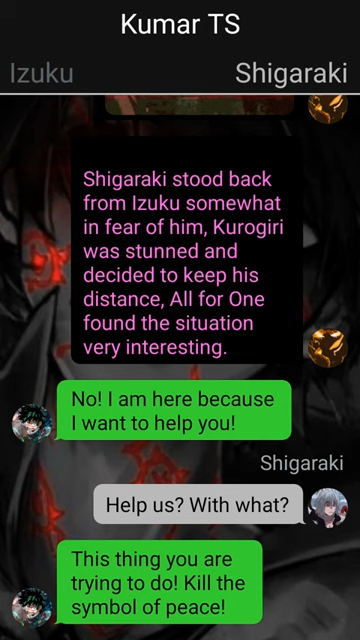 Kumar TS
Izuku
Shigaraki
Shigaraki stood back
from Izuku somewhat
in fear of him, Kurogiri
was stunned and
decided to keep his
distance, All for One
found the situation
very interesting.
No! I am here because
I want to help you!
Shigaraki
Help us? With what?
This thing you are
trying to do! Kill the
symbol of peace!